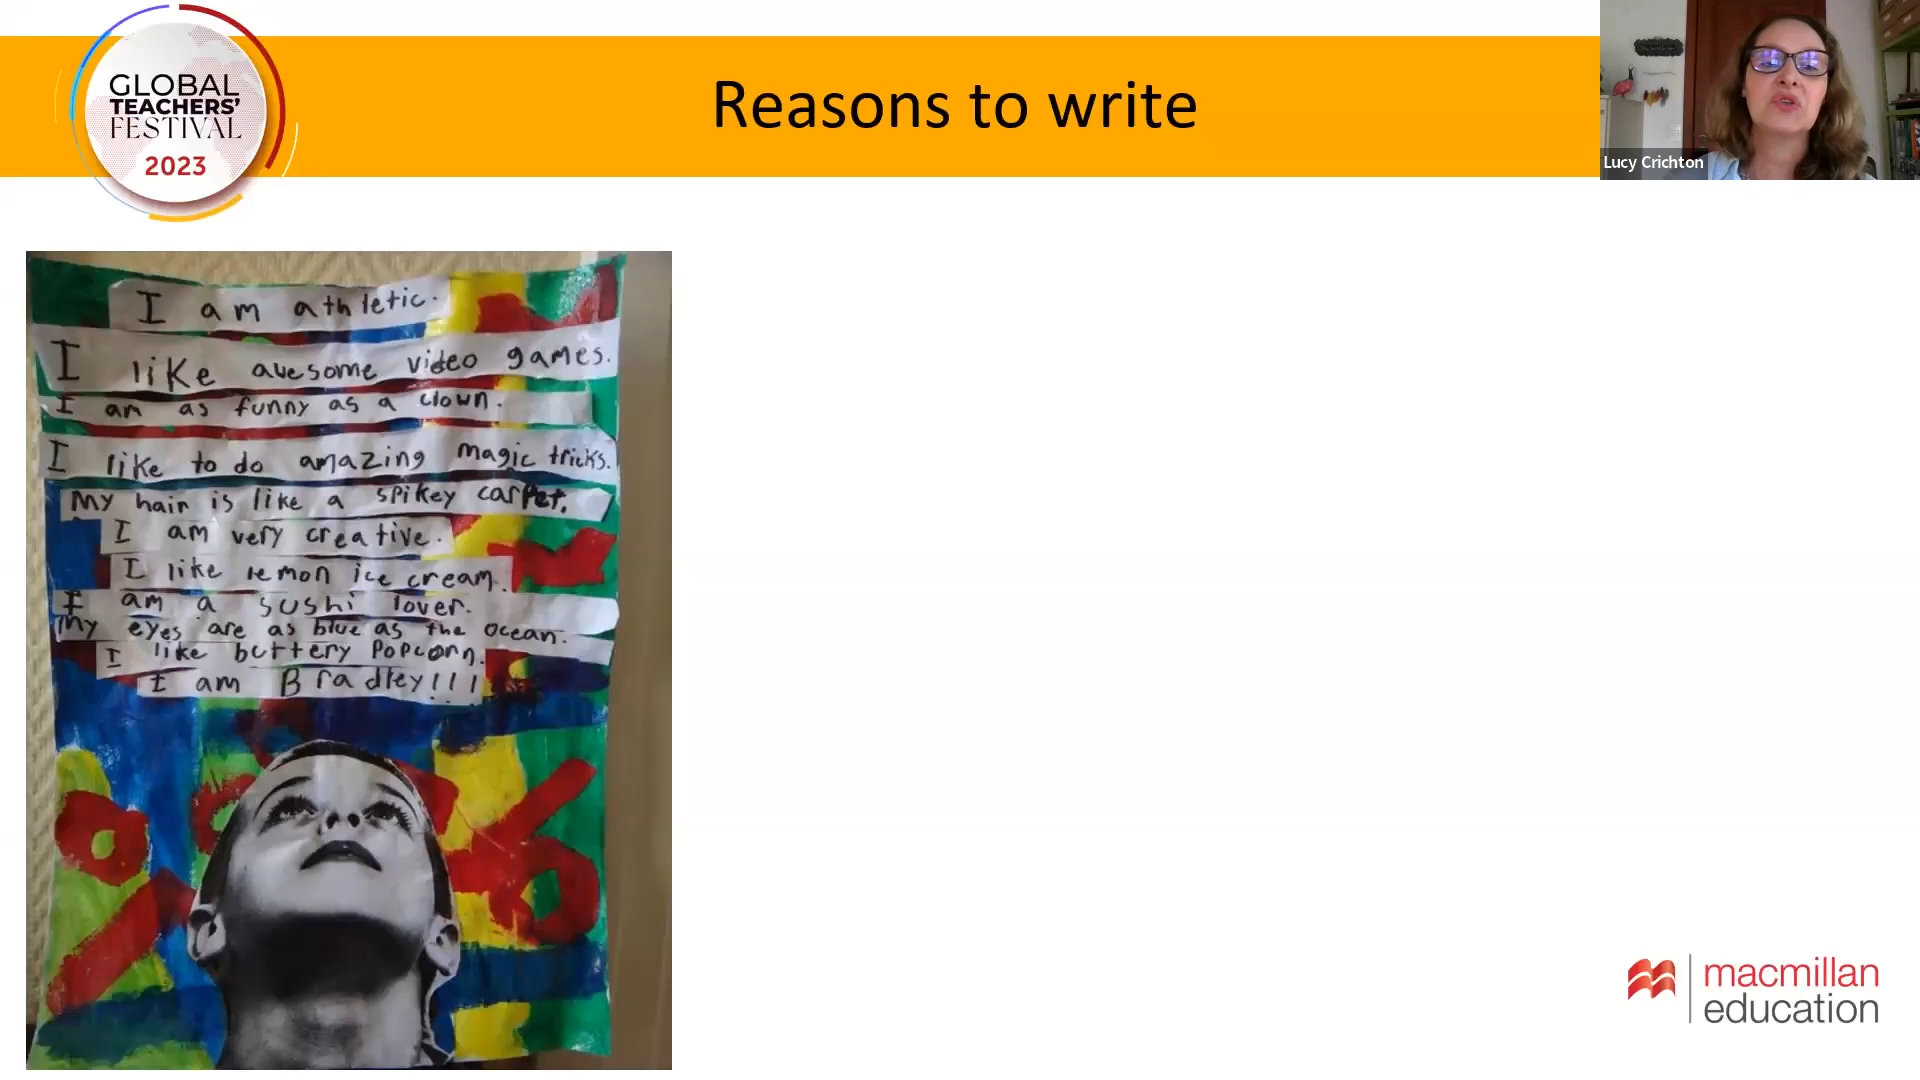 GLOBAL
TEACHERS'
FESTIVAL
2023
Reasons to write
Lucy Crichton
I am athletic.
I like avesome video games.
I am as funny as a clown.
I like to do amazing magic tricks.
My hair is like a spikey carpet.
I am very creative.
I like lemon ice cream.
I am a sushi lover.
My eyes are as blue as the ocean.
I like buttery popcorn.
I am Bradley!!!
macmillan
education